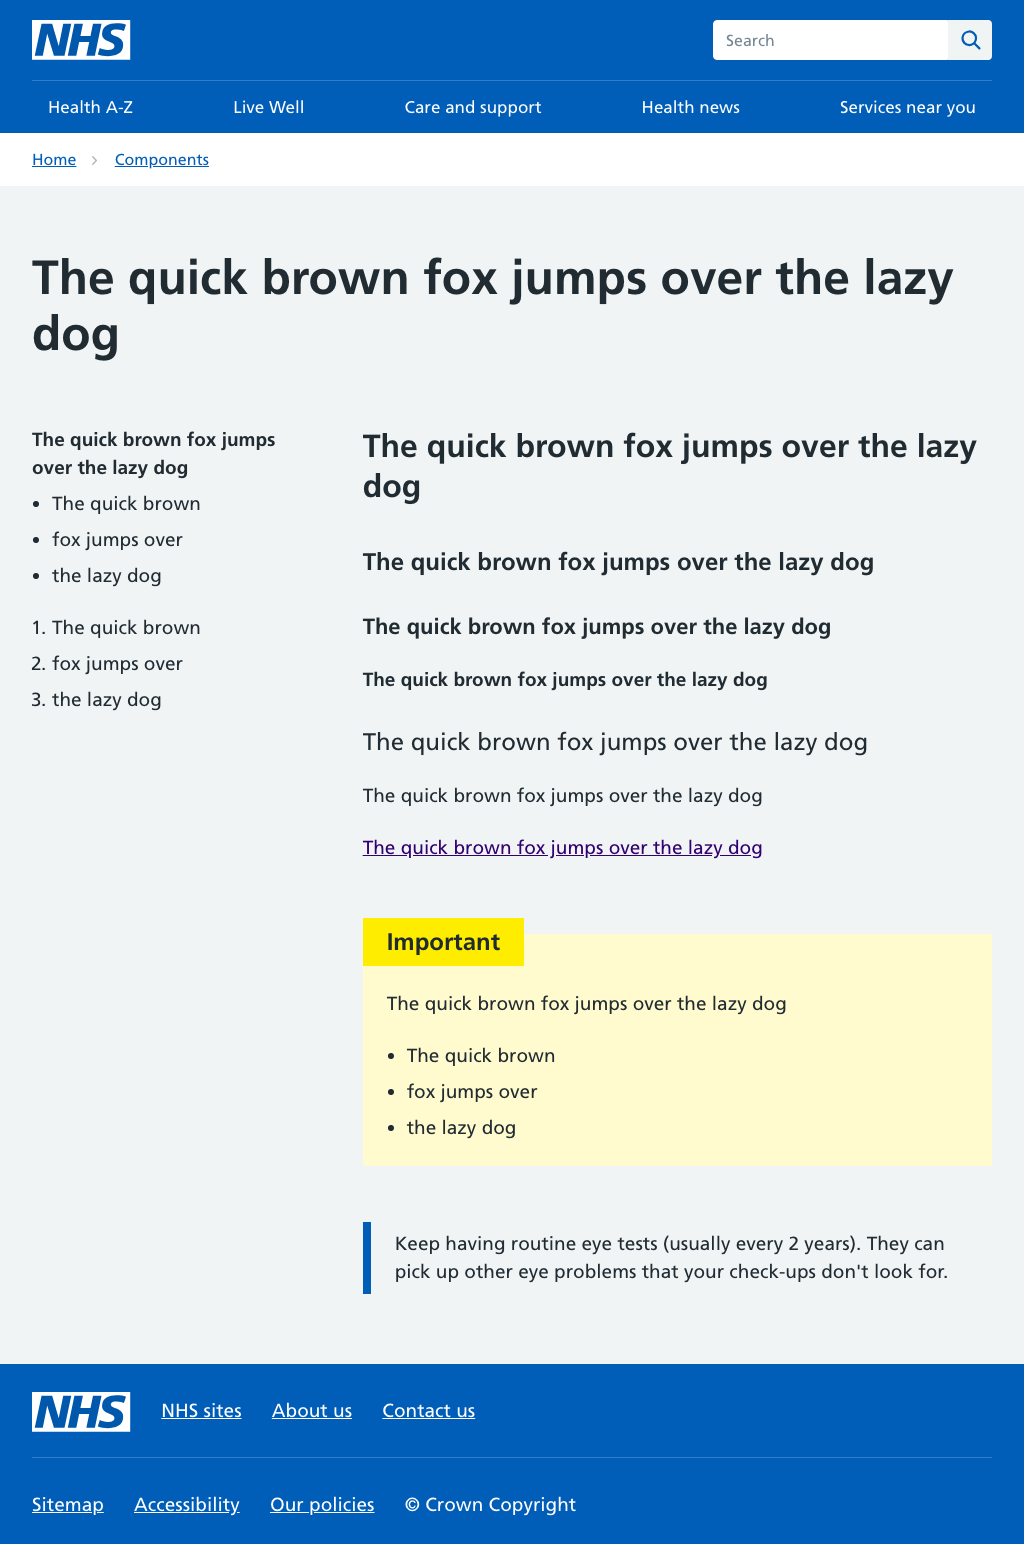 NHS
Search
Health A-Z
Live Well
Care and support
Health news
Services near you
Home
Components
The quick brown fox jumps over the lazy
dog
The quick brown fox jumps
over the lazy dog
• The quick brown
• fox jumps over
• the lazy dog
1. The quick brown
2. fox jumps over
3. the lazy dog
The quick brown fox jumps over the lazy
dog
The quick brown fox jumps over the lazy dog
The quick brown fox jumps over the lazy dog
The quick brown fox jumps over the lazy dog
The quick brown fox jumps over the lazy dog
The quick brown fox jumps over the lazy dog
The quick brown fox jumps over the lazy dog
Important
The quick brown fox jumps over the lazy dog
• The quick brown
• fox jumps over
• the lazy dog
Keep having routine eye tests (usually every 2 years). They can
pick up other eye problems that your check-ups don't look for.
NHS
NHS sites
About us
Contact us
Sitemap
Accessibility
Our policies
© Crown Copyright